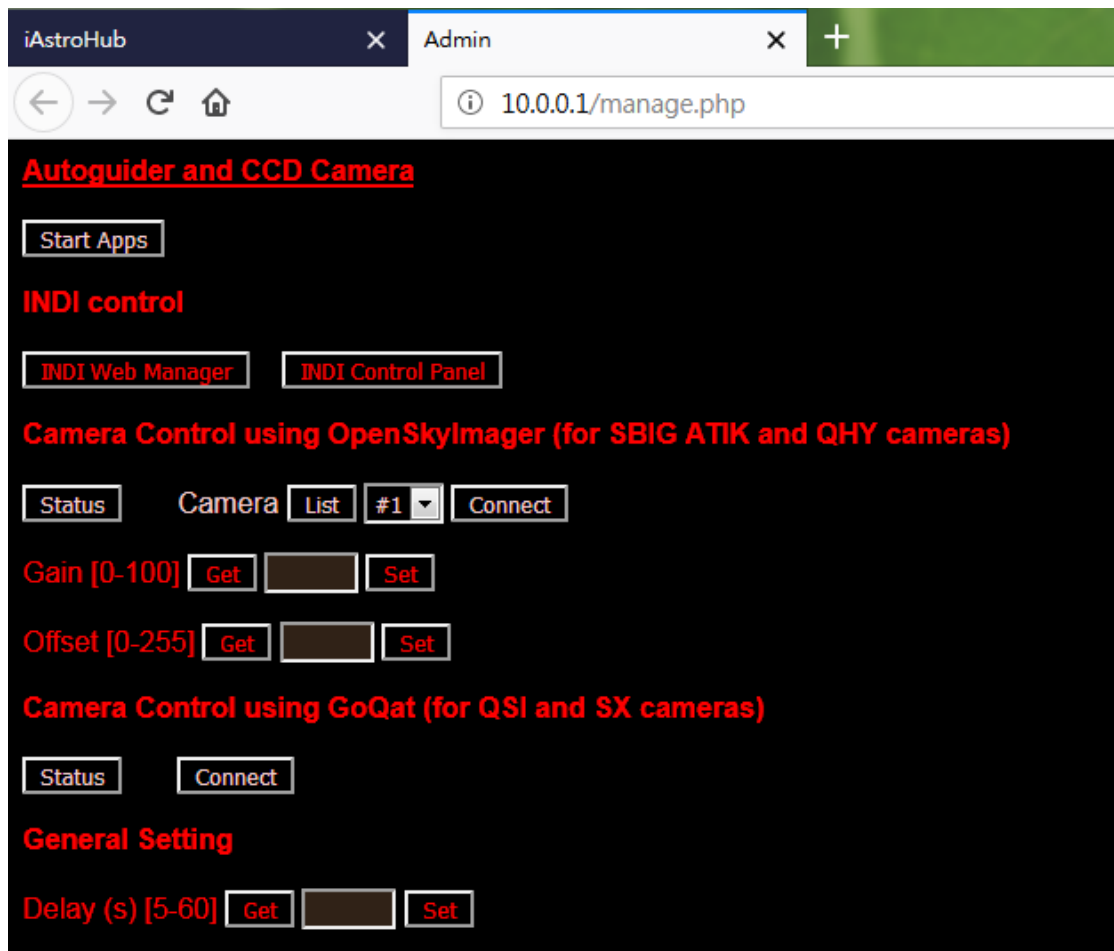 iAstroHub Admin
10.0.0.1/manage.php
Autoguider and CCD Camera
Start Apps
INDI control
INDI Web Manager INDI Control Panel
Camera Control using OpenSkyImager (for SBIG ATIK and QHY cameras)
Status Camera List #1 Connect
Gain [0-100] Get Set
Offset [0-255] Get Set
Camera Control using GoQat (for QSI and SX cameras)
Status Connect
General Setting
Delay (s) [5-60] Get Set